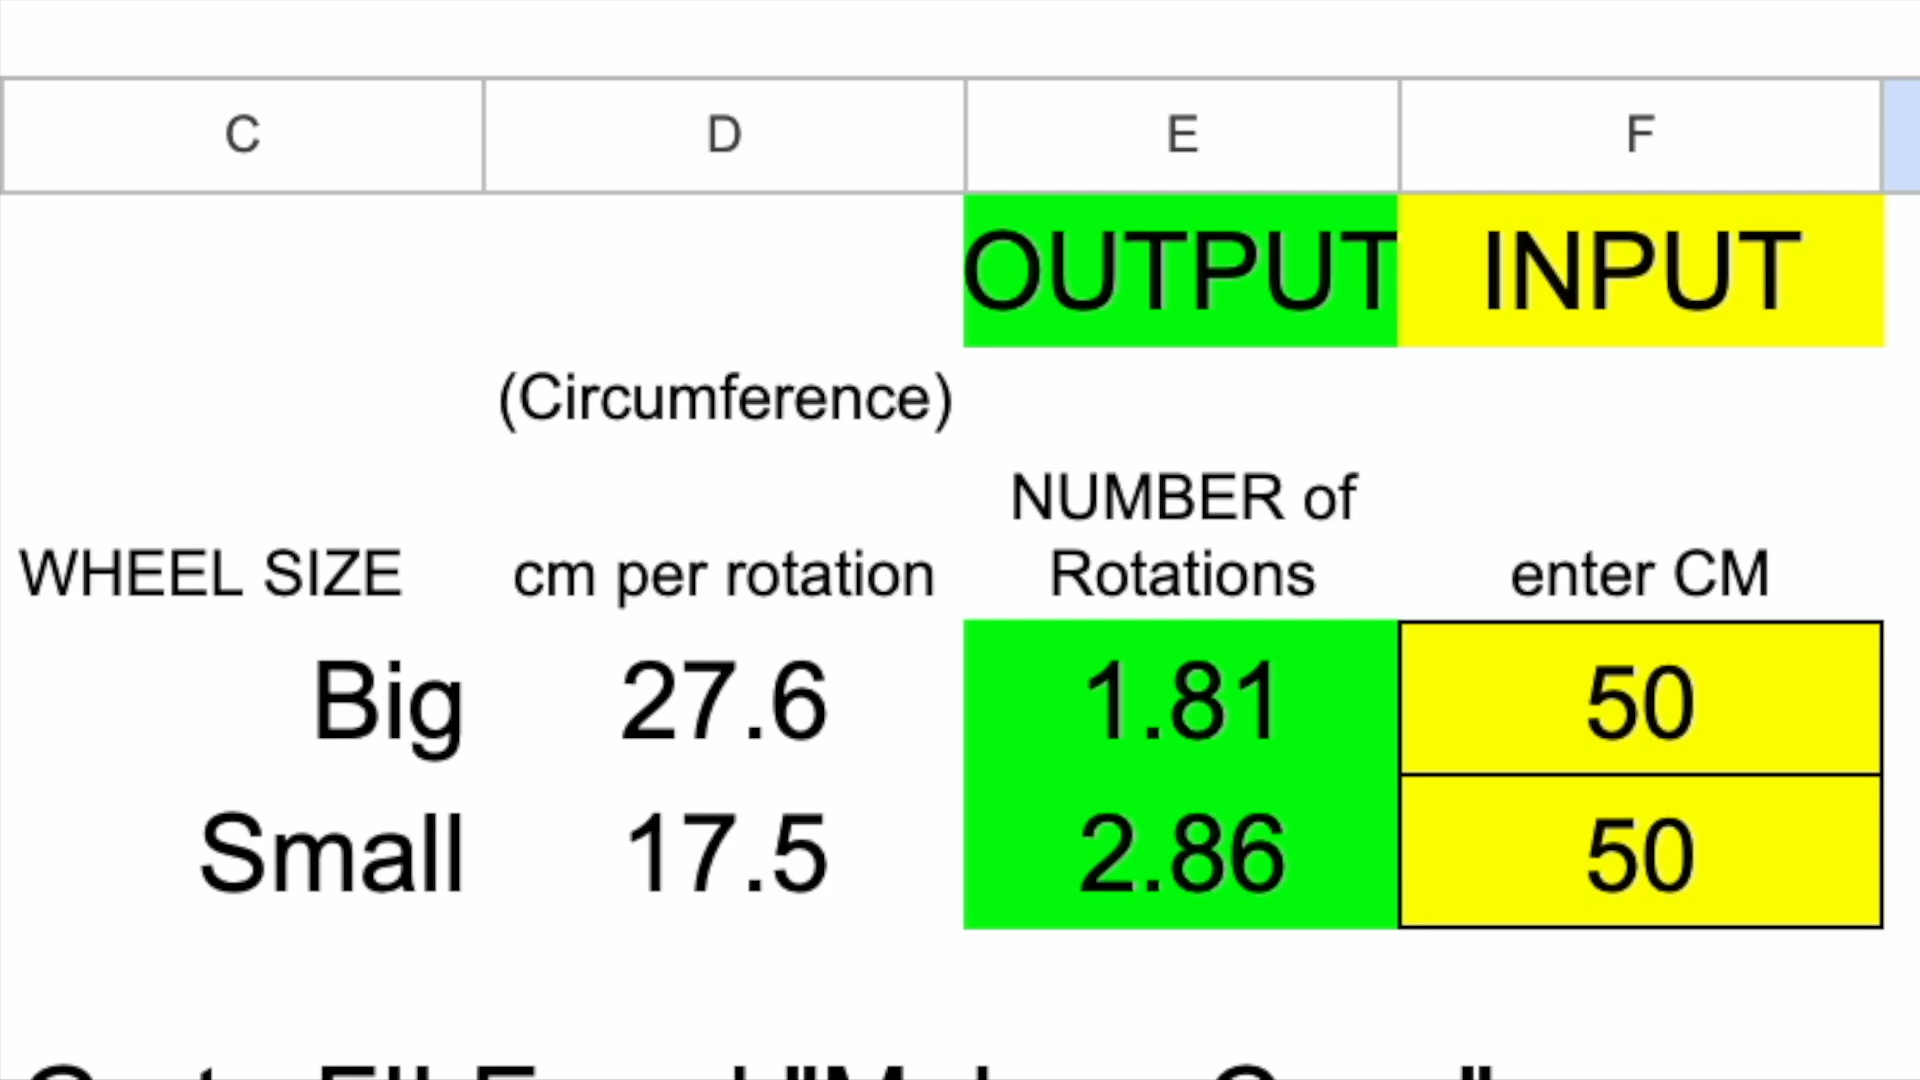 C D E F
OUTPUT INPUT
(Circumference)
NUMBER of
WHEEL SIZE cm per rotation Rotations enter CM
Big 27.6 1.81 50
Small 17.5 2.86 50